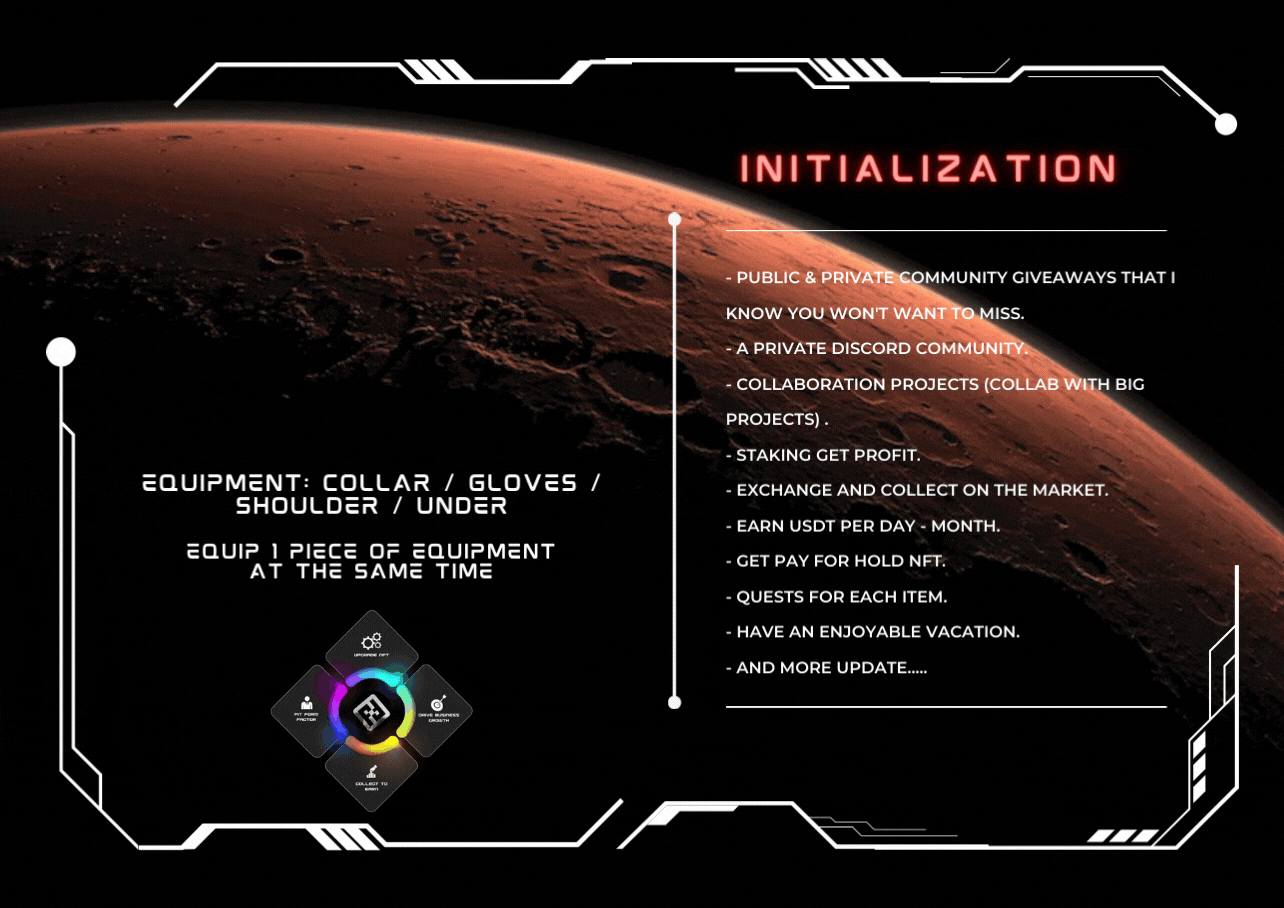 INITIALIZATION
- PUBLIC & PRIVATE COMMUNITY GIVEAWAYS THAT I
KNOW YOU WON'T WANT TO MISS.
- A PRIVATE DISCORD COMMUNITY.
- COLLABORATION PROJECTS (COLLAB WITH BIG
PROJECTS) .
- STAKING GET PROFIT.
- EXCHANGE AND COLLECT ON THE MARKET.
- EARN USDT PER DAY - MONTH.
- GET PAY FOR HOLD NFT.
- QUESTS FOR EACH ITEM.
- HAVE AN ENJOYABLE VACATION.
- AND MORE UPDATE.....
EQUIPMENT: COLLAR / GLOVES /
SHOULDER / UNDER
EQUIP 1 PIECE OF EQUIPMENT
AT THE SAME TIME
UPGRADE NFT
FIT FORM
FACTOR
DRIVE BUSINESS
GROWTH
COLLECT TO
EARN